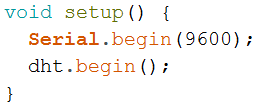 void setup() {
  Serial.begin(9600);
  dht.begin();
}